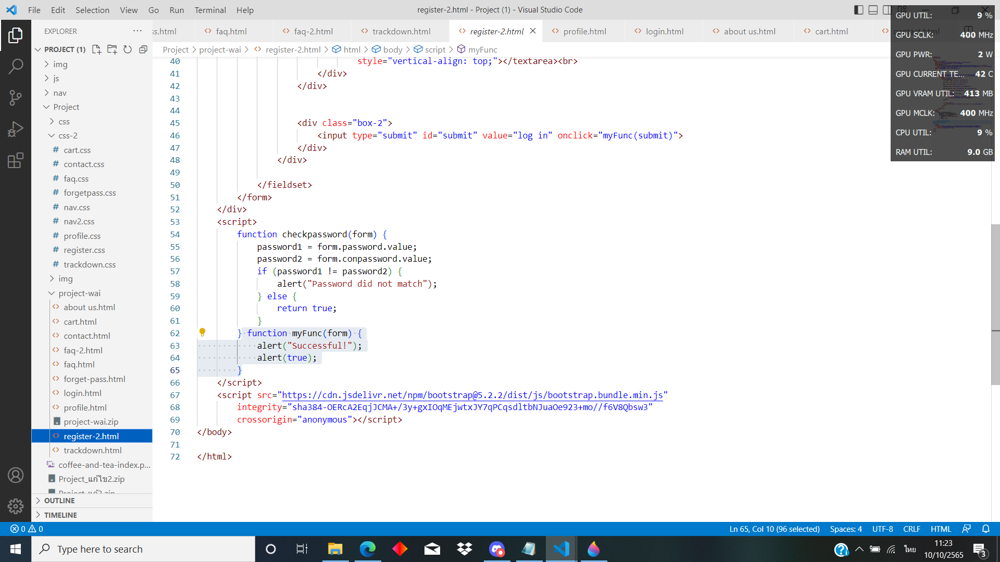 File Edit Selection View Go Run Terminal Help
register-2.html - Project (1) - Visual Studio Code
EXPLORER
PROJECT (1)
img
js
nav
Project
css
css-2
# cart.css
# contact.css
# faq.css
# forgetpass.css
# nav.css
# nav2.css
# profile.css
# register.css
# trackdown.css
img
project-wai
about us.html
cart.html
contact.html
faq-2.html
faq.html
forget-pass.html
login.html
profile.html
project-wai.zip
register-2.html
trackdown.html
coffee-and-tea-index.p...
Project_แก้ไข2.zip
OUTLINE
TIMELINE
ss.html
faq.html
faq-2.html
trackdown.html
register-2.html
profile.html
login.html
about us.html
cart.html
contact.html
Project > project-wai > register-2.html > html > body > script > myFunc
40 style="vertical-align: top;"></textarea><br>
41 </div>
42 </div>
43
44
45 <div class="box-2">
46 <input type="submit" id="submit" value="log in" onclick="myFunc(submit)">
47 </div>
48 </div>
49
50 </fieldset>
51 </form>
52 </div>
53 <script>
54 function checkpassword(form) {
55 password1 = form.password.value;
56 password2 = form.conpassword.value;
57 if (password1 != password2) {
58 alert("Password did not match");
59 } else {
60 return true;
61 }
62 } function myFunc(form) {
63 alert("Successful!");
64 alert(true);
65 }
66 </script>
67 <script src="https://cdn.jsdelivr.net/npm/bootstrap@5.2.2/dist/js/bootstrap.bundle.min.js"
68 integrity="sha384-OERcA2EqjJCMA+/3y+gxIOqMEjwtxJY7qPCqsdltbNJuaOe923+mo//f6V8Qbsw3"
69 crossorigin="anonymous"></script>
70 </body>
71
72 </html>
GPU UTIL: 9 %
GPU SCLK: 400 MHz
GPU PWR: 2 W
GPU CURRENT TE... 42 C
GPU VRAM UTIL: 413 MB
GPU MCLK: 400 MHz
CPU UTIL: 9 %
RAM UTIL: 9.0 GB
0 0
Ln 65, Col 10 (96 selected) Spaces: 4 UTF-8 CRLF HTML
Type here to search
ไทย
11:23
10/10/2565
3